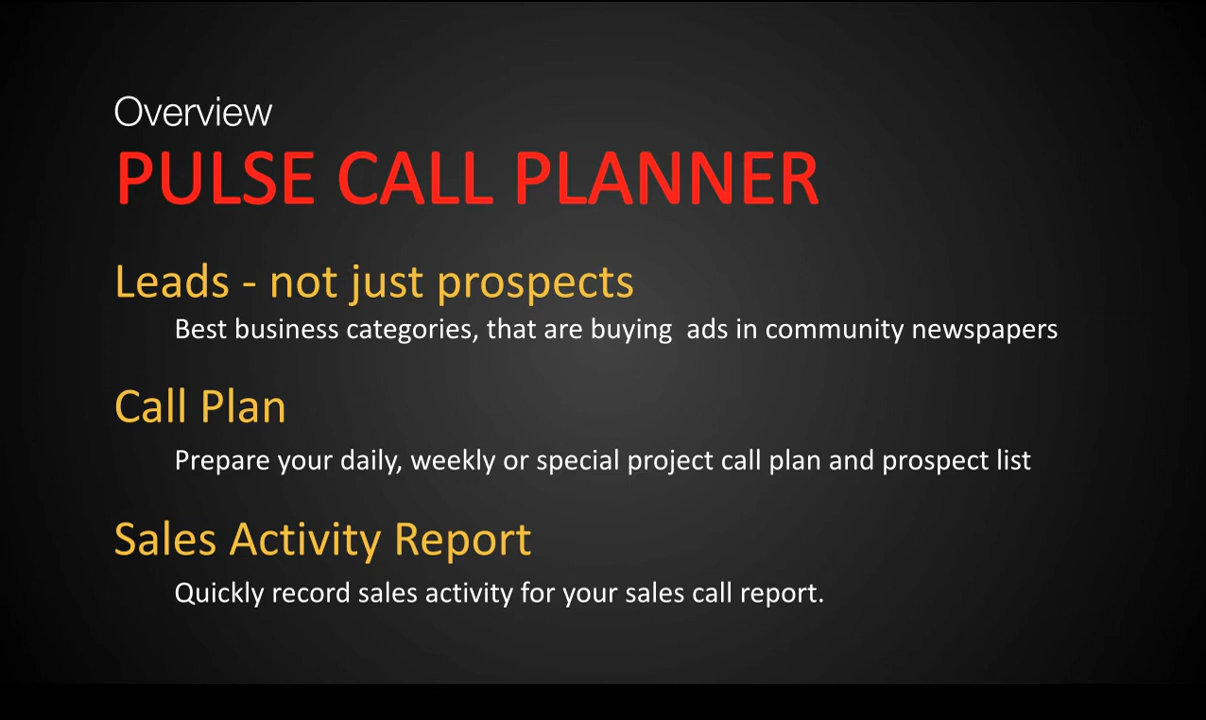 Overview
PULSE CALL PLANNER
Leads - not just prospects
Best business categories, that are buying  ads in community newspapers
Call Plan
Prepare your daily, weekly or special project call plan and prospect list
Sales Activity Report
Quickly record sales activity for your sales call report.